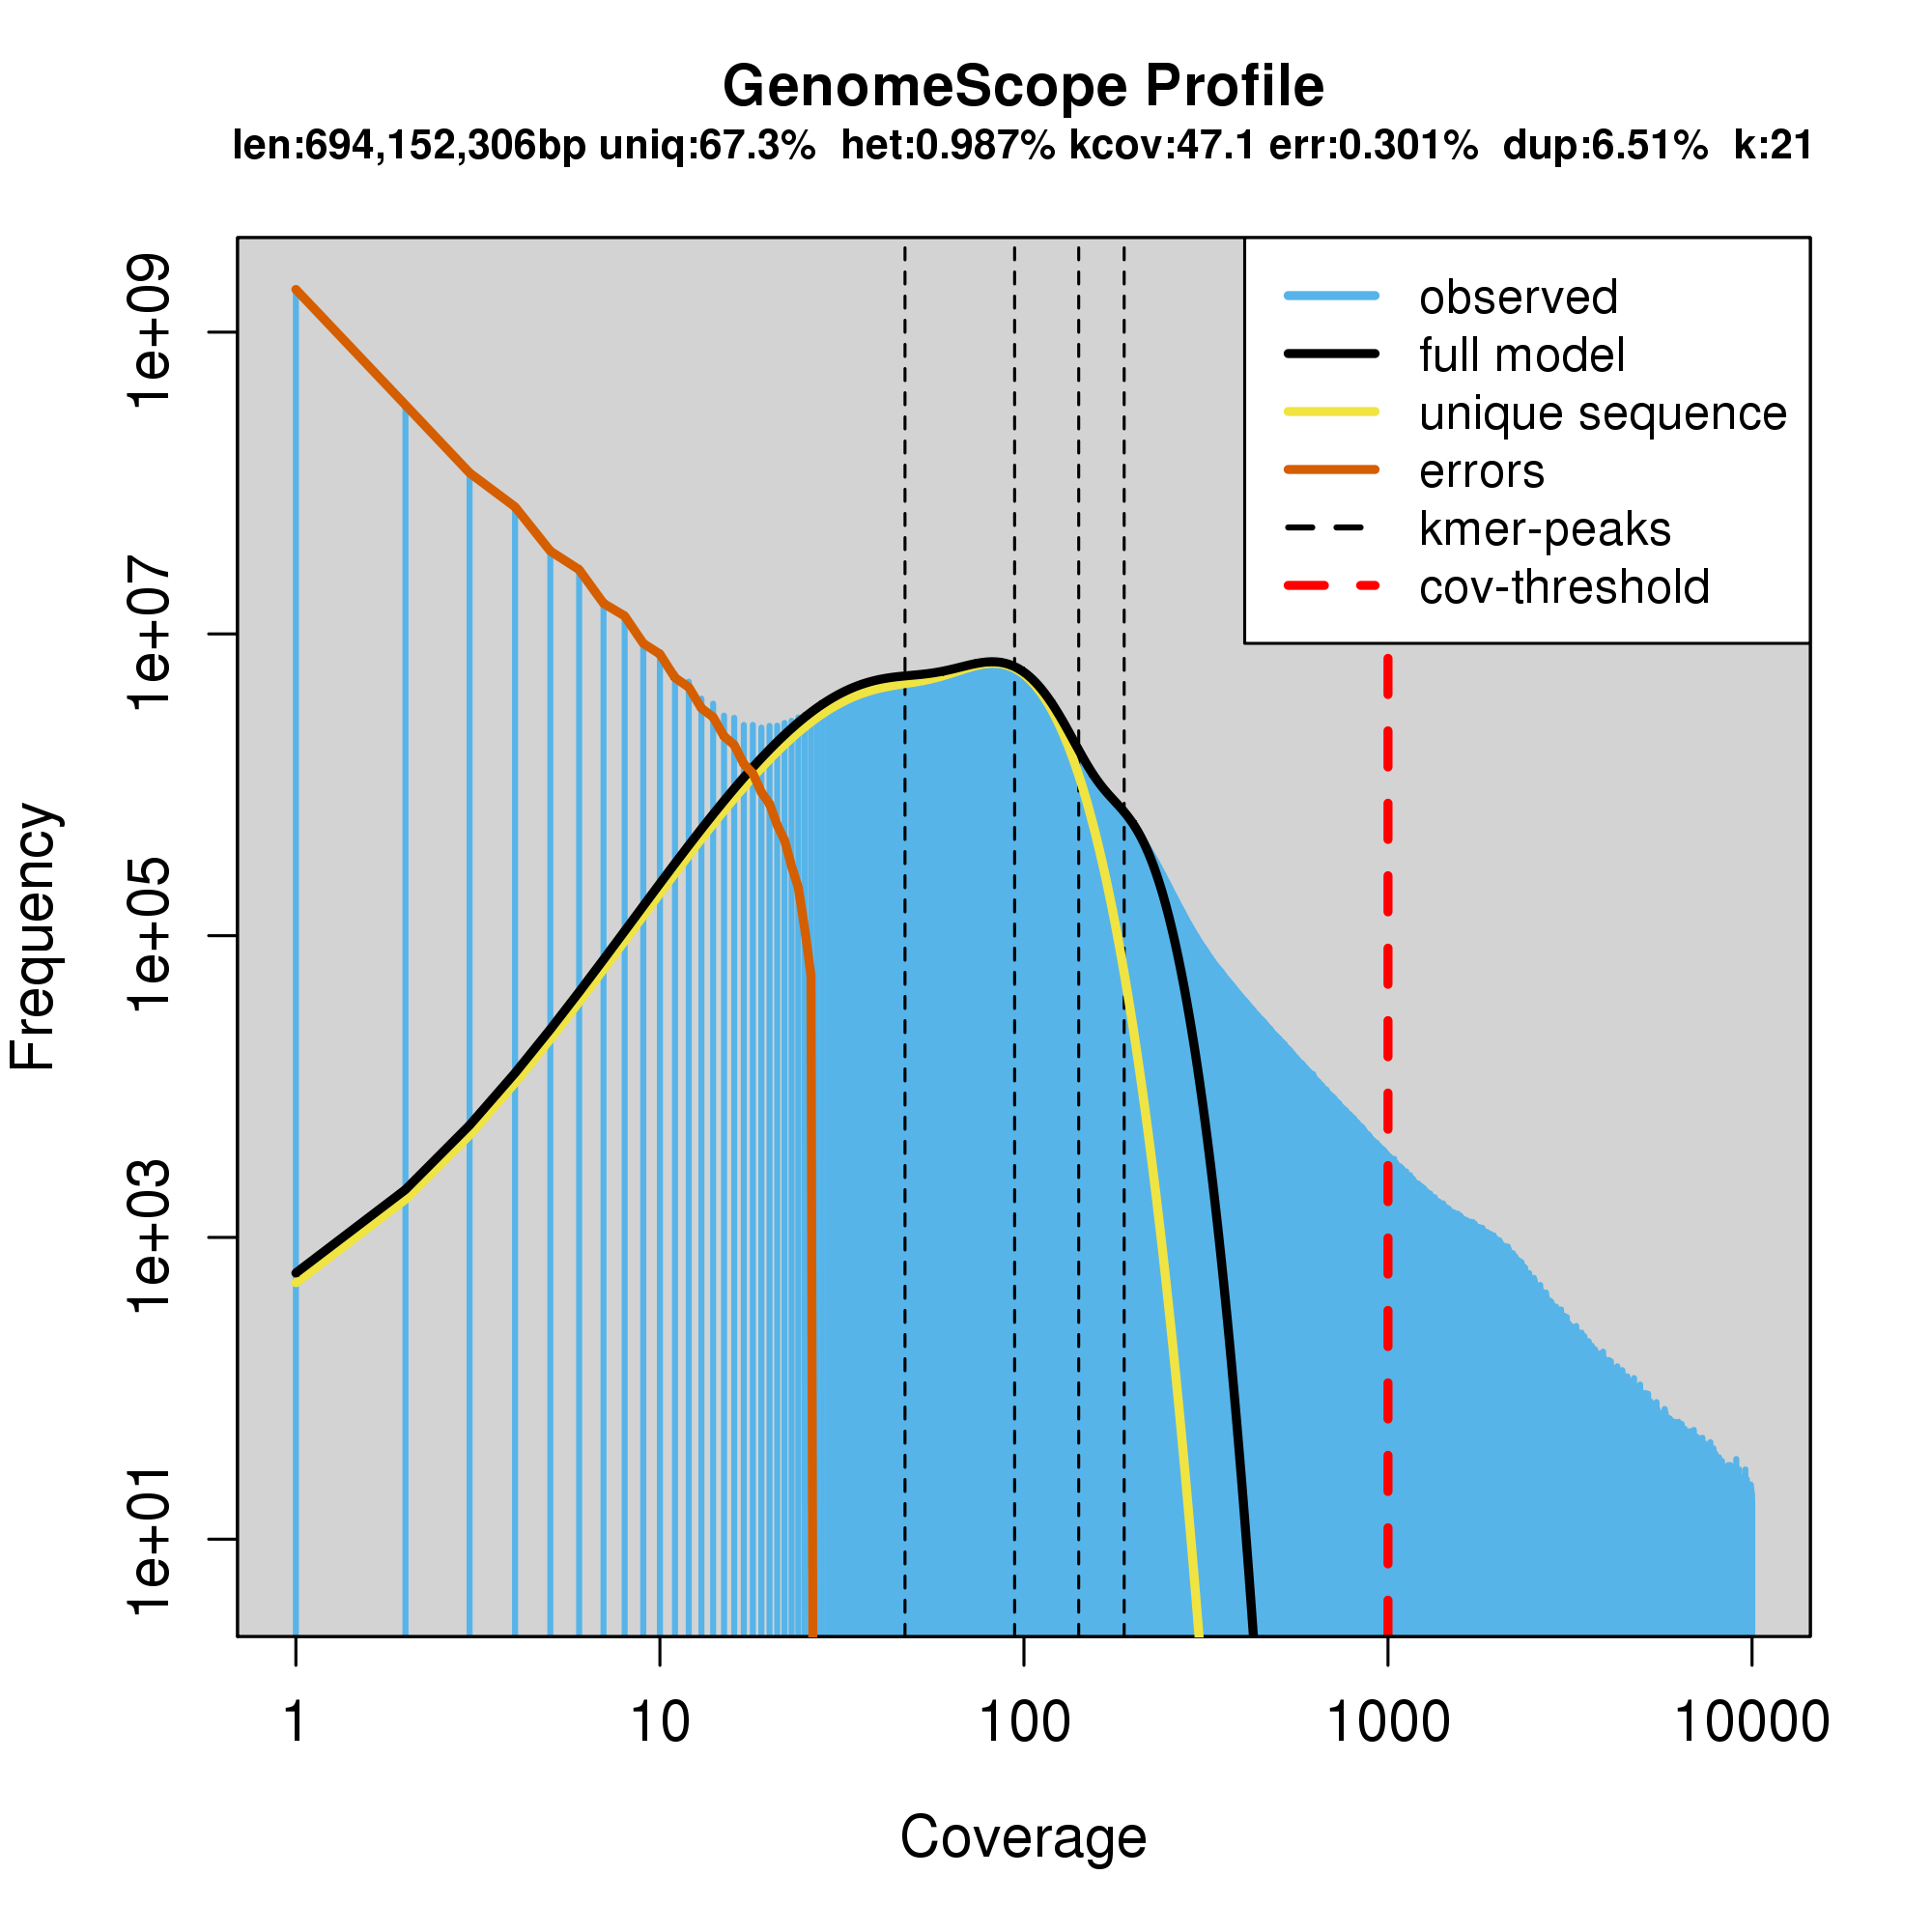 GenomeScope Profile
len:694,152,306bp uniq:67.3% het:0.987% kcov:47.1 err:0.301% dup:6.51% k:21
observed
full model
unique sequence
errors
kmer-peaks
cov-threshold
Frequency
1e+09
1e+07
1e+05
1e+03
1e+01
1
10
100
1000
10000
Coverage